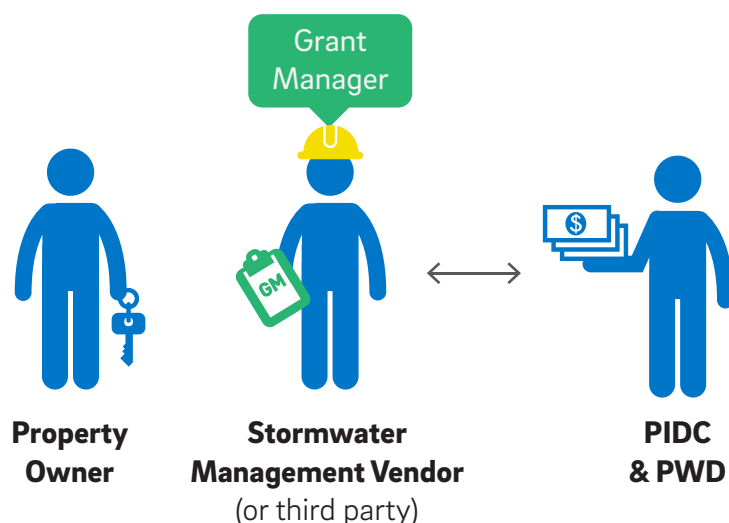 Grant
Manager
$
GM
Property
Owner
Stormwater
Management Vendor
(or third party)
PIDC
& PWD